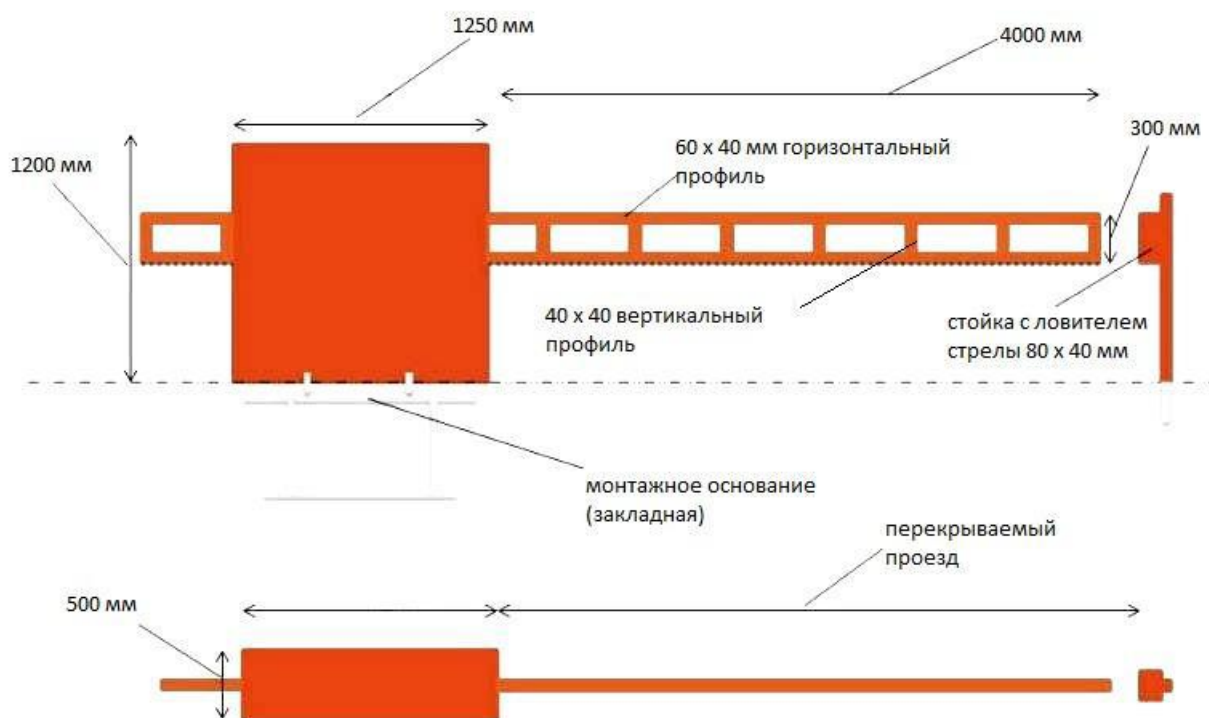 1250 мм
4000 мм
300 мм
1200 мм
60 х 40 мм горизонтальный
профиль
40 х 40 вертикальный
профиль
стойка с ловителем
стрелы 80 х 40 мм
монтажное основание
(закладная)
перекрываемый
проезд
500 мм